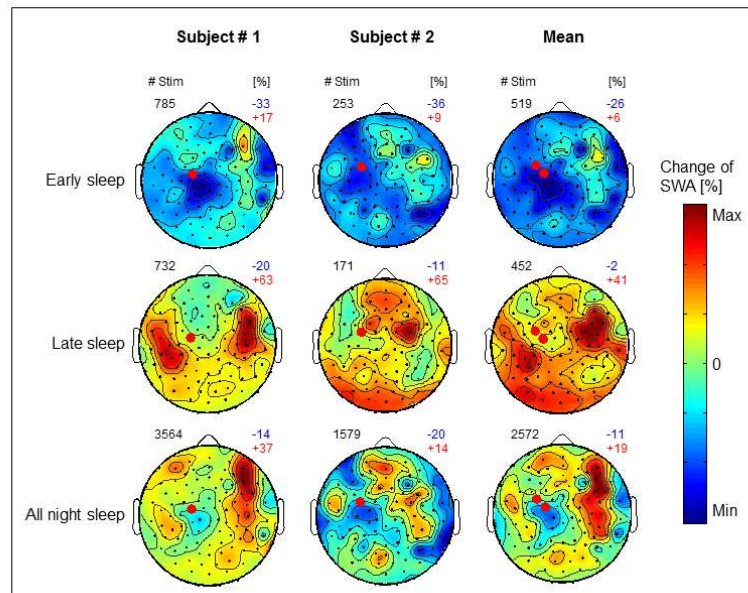 Subject # 1 Subject # 2 Mean
# Stim [%] # Stim [%] # Stim [%]
785 -33 253 -36 519 -26
+17 +9 +6
Early sleep
732 -20 171 -11 452 -2
+63 +65 +41
Late sleep
3564 -14 1579 -20 2572 -11
+37 +14 +19
All night sleep
Change of
SWA [%]
Max
0
Min